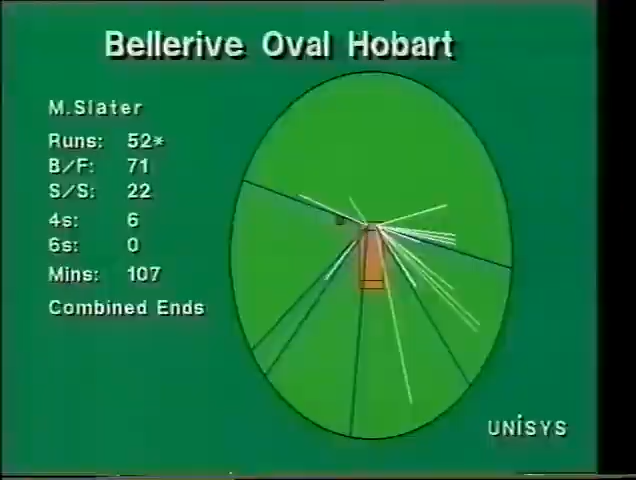 Bellerive Oval Hobart
M.Slater
Runs: 52*
B/F: 71
S/S: 22
4s: 6
6s: 0
Mins: 107
Combined Ends
UNiSYS